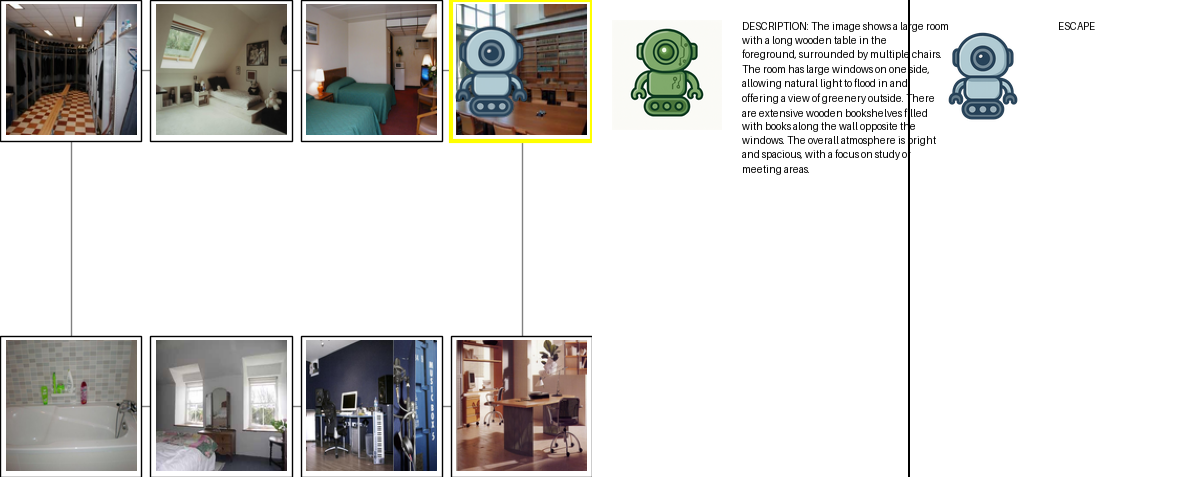 DESCRIPTION: The image shows a large room
with a long wooden table in the
foreground, surrounded by multiple chairs.
The room has large windows on one side,
allowing natural light to flood in and
offering a view of greenery outside. There
are extensive wooden bookshelves filled
with books along the wall opposite the
windows. The overall atmosphere is bright
and spacious, with a focus on study or
meeting areas.
ESCAPE
MUSIC BOX 5